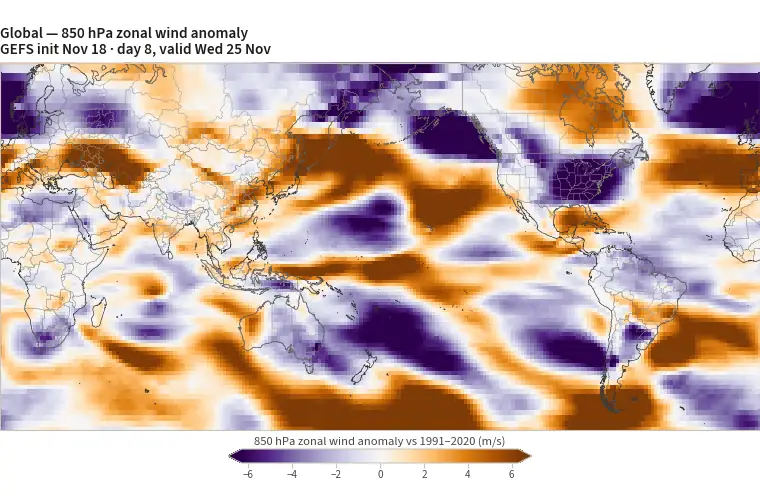 Global — 850 hPa zonal wind anomaly
GEFS init Nov 18 · day 8, valid Wed 25 Nov
850 hPa zonal wind anomaly vs 1991–2020 (m/s)
−6 −4 −2 0 2 4 6